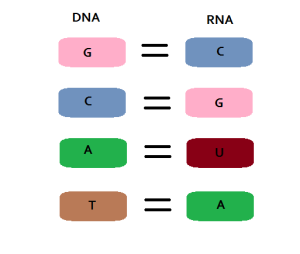 DNA RNA
G = C
C = G
A = U
T = A